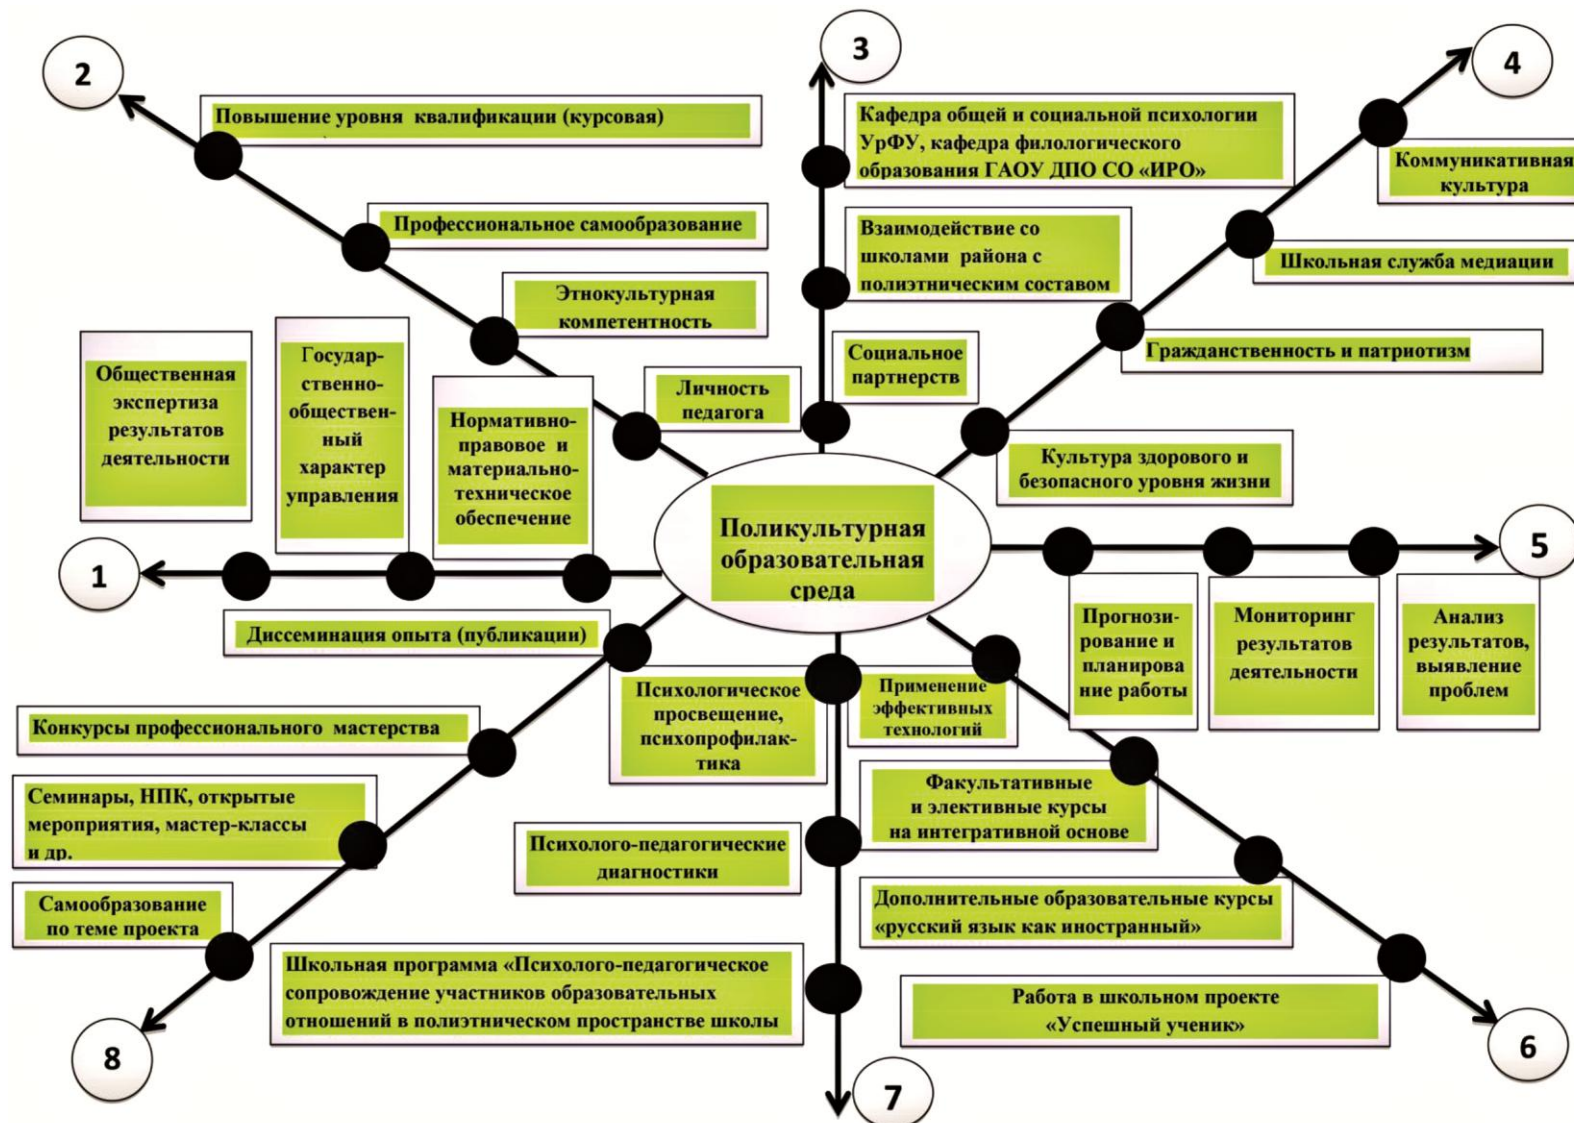 2
3
4
Повышение уровня квалификации (курсовая)
Кафедра общей и социальной психологии
УрФУ, кафедра филологического
образования ГАОУ ДПО СО «ИРО»
Коммуникативная
культура
Профессиональное самообразование
Взаимодействие со
школами района с
полиэтническим составом
Школьная служба медиации
Этнокультурная
компетентность
Гражданственность и патриотизм
Социальное
партнерств
Личность
педагога
Общественная
экспертиза
результатов
деятельности
Государ-
ственно-
обществен-
ный
характер
управления
Нормативно-
правовое и
материально-
техническое
обеспечение
Культура здорового и
безопасного уровня жизни
Поликультурная
образовательная
среда
1
5
Прогнози-
рование и
планирова
ние работы
Мониторинг
результатов
деятельности
Анализ
результатов,
выявление
проблем
Диссеминация опыта (публикации)
Психологическое
просвещение,
психопрофилак-
тика
Применение
эффективных
технологий
Конкурсы профессионального мастерства
Факультативные
и элективные курсы
на интегративной основе
Семинары, НПК, открытые
мероприятия, мастер-классы
и др.
Психолого-педагогические
диагностики
Самообразование
по теме проекта
Дополнительные образовательные курсы
«русский язык как иностранный»
Школьная программа «Психолого-педагогическое
сопровождение участников образовательных
отношений в полиэтническом пространстве школы
Работа в школьном проекте
«Успешный ученик»
8
7
6